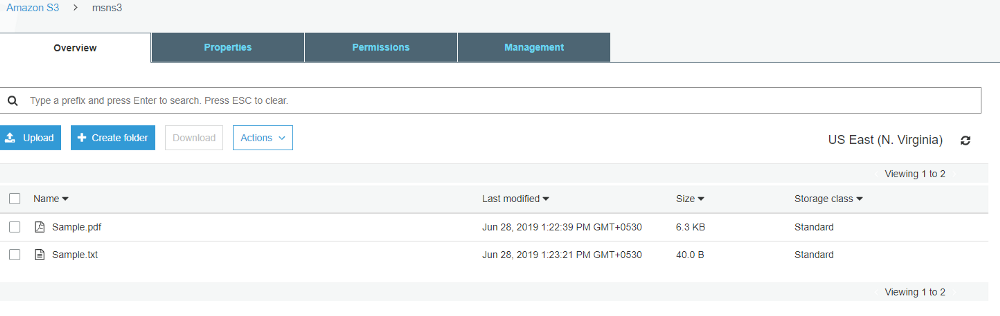 Amazon S3 > msns3
Overview Properties Permissions Management
Type a prefix and press Enter to search. Press ESC to clear.
Upload + Create folder Download Actions US East (N. Virginia)
Viewing 1 to 2
Name Last modified Size Storage class
Sample.pdf Jun 28, 2019 1:22:39 PM GMT+0530 6.3 KB Standard
Sample.txt Jun 28, 2019 1:23:21 PM GMT+0530 40.0 B Standard
Viewing 1 to 2